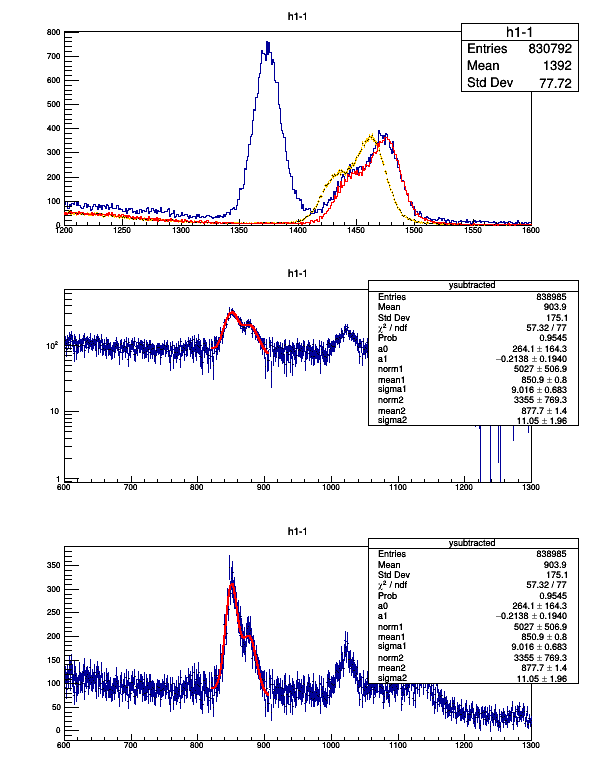 h1-1
h1-1
Entries 830792
Mean 1392
Std Dev 77.72
800
700
600
500
400
300
200
100
0
1200 1250 1300 1350 1400 1450 1500 1550 1600
h1-1
ysubtracted
Entries 838985
Mean 903.9
Std Dev 175.1
χ² / ndf 57.32 / 77
Prob 0.9545
a0 264.1 ± 164.3
a1 −0.2138 ± 0.1940
norm1 5027 ± 506.9
mean1 850.9 ± 0.8
sigma1 9.016 ± 0.683
norm2 3355 ± 769.3
mean2 877.7 ± 1.4
sigma2 11.05 ± 1.96
10²
10
1
600 700 800 900 1000 1100 1200 1300
h1-1
ysubtracted
Entries 838985
Mean 903.9
Std Dev 175.1
χ² / ndf 57.32 / 77
Prob 0.9545
a0 264.1 ± 164.3
a1 −0.2138 ± 0.1940
norm1 5027 ± 506.9
mean1 850.9 ± 0.8
sigma1 9.016 ± 0.683
norm2 3355 ± 769.3
mean2 877.7 ± 1.4
sigma2 11.05 ± 1.96
350
300
250
200
150
100
50
0
600 700 800 900 1000 1100 1200 1300